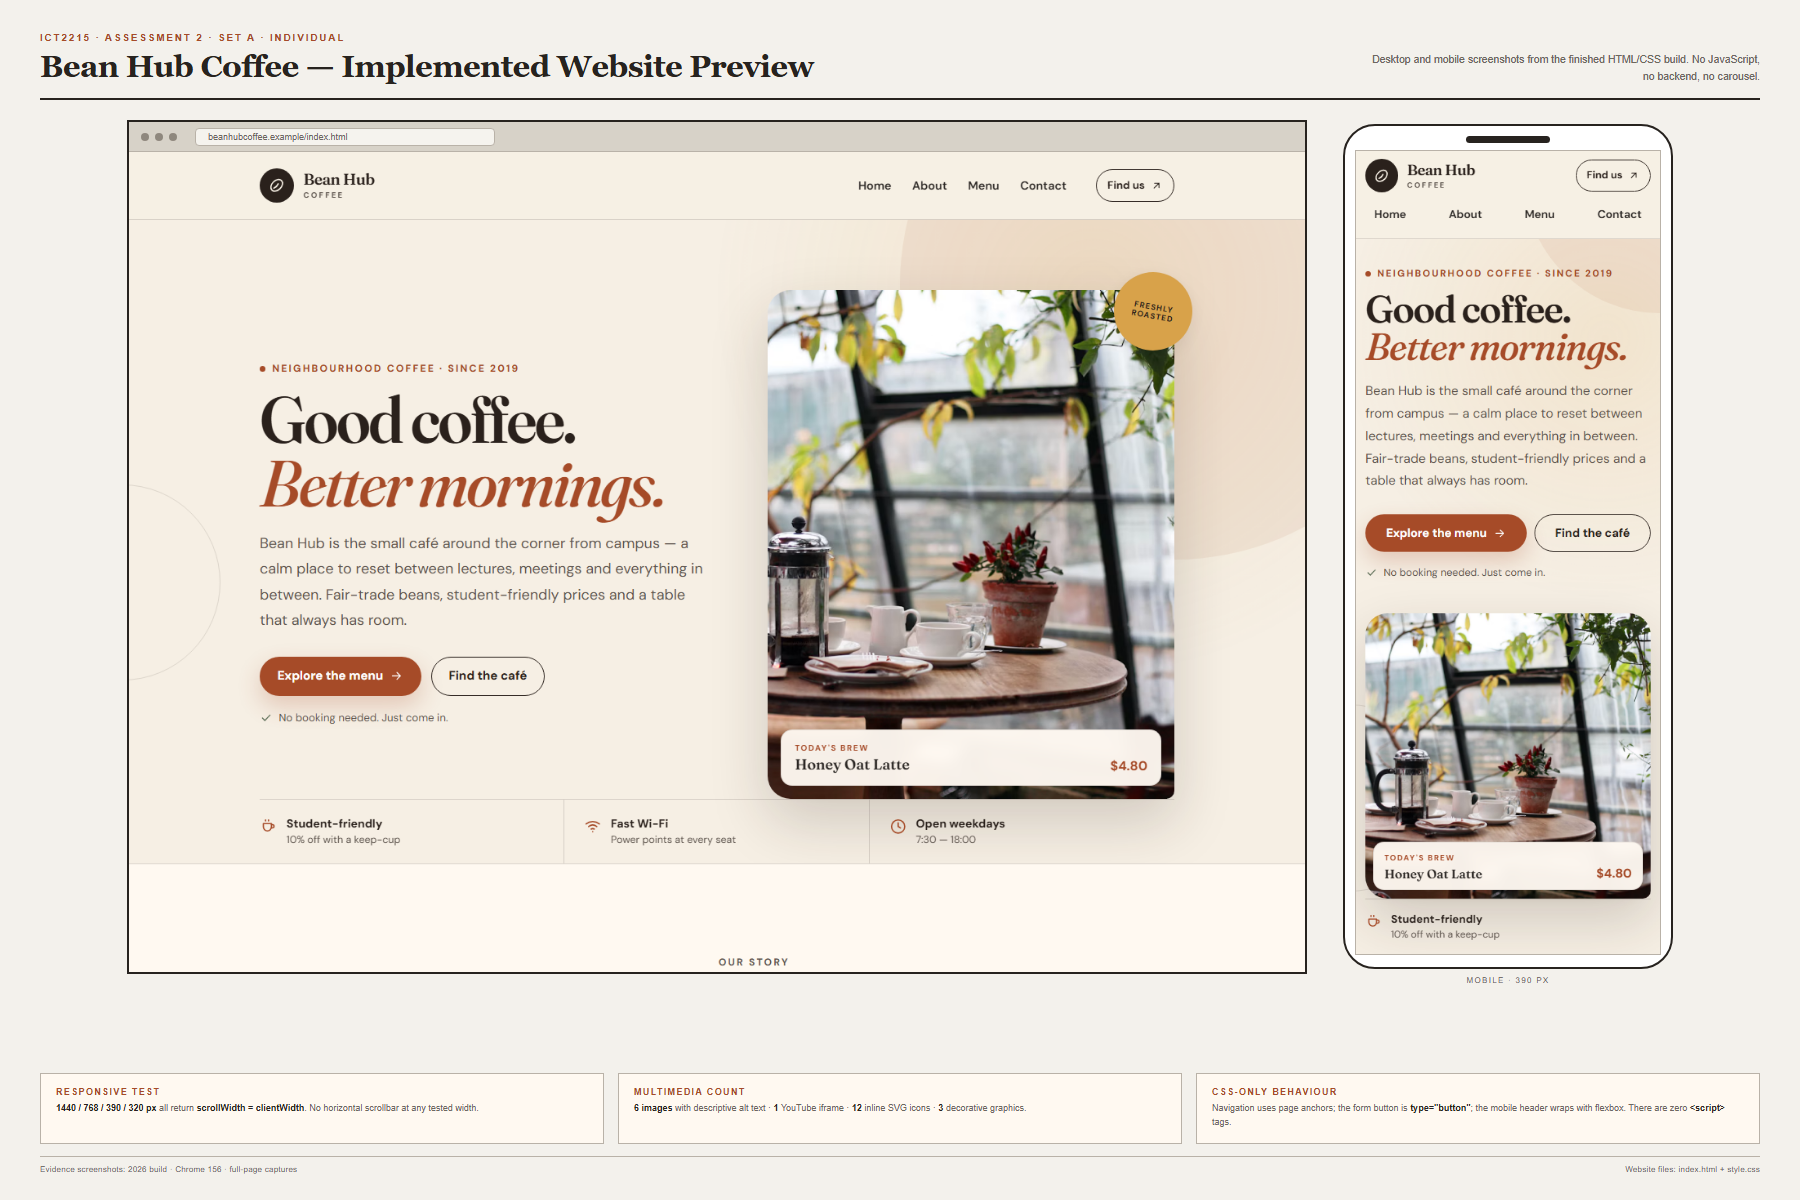 ICT2215 · ASSESSMENT 2 · SET A · INDIVIDUAL
Bean Hub Coffee — Implemented Website Preview
Desktop and mobile screenshots from the finished HTML/CSS build. No JavaScript,
no backend, no carousel.
beanhubcoffee.example/index.html
Bean Hub
COFFEE
Home About Menu Contact Find us
FRESHLY
ROASTED
NEIGHBOURHOOD COFFEE · SINCE 2019
Good coffee.
Better mornings.
Bean Hub is the small café around the corner from campus — a
calm place to reset between lectures, meetings and everything in
between. Fair-trade beans, student-friendly prices and a table
that always has room.
Explore the menu → Find the café
No booking needed. Just come in.
TODAY'S BREW
Honey Oat Latte $4.80
Student-friendly
10% off with a keep-cup
Fast Wi-Fi
Power points at every seat
Open weekdays
7:30 — 18:00
OUR STORY
Bean Hub
COFFEE
Find us
Home About Menu Contact
NEIGHBOURHOOD COFFEE · SINCE 2019
Good coffee.
Better mornings.
Bean Hub is the small café around the corner
from campus — a calm place to reset between
lectures, meetings and everything in between.
Fair-trade beans, student-friendly prices and a
table that always has room.
Explore the menu → Find the café
No booking needed. Just come in.
TODAY'S BREW
Honey Oat Latte $4.80
Student-friendly
10% off with a keep-cup
MOBILE · 390 PX
RESPONSIVE TEST
1440 / 768 / 390 / 320 px all return scrollWidth = clientWidth. No horizontal scrollbar at any tested width.
MULTIMEDIA COUNT
6 images with descriptive alt text · 1 YouTube iframe · 12 inline SVG icons · 3 decorative graphics.
CSS-ONLY BEHAVIOUR
Navigation uses page anchors; the form button is type="button"; the mobile header wraps with flexbox. There are zero <script>
tags.
Evidence screenshots: 2026 build · Chrome 156 · full-page captures
Website files: index.html + style.css